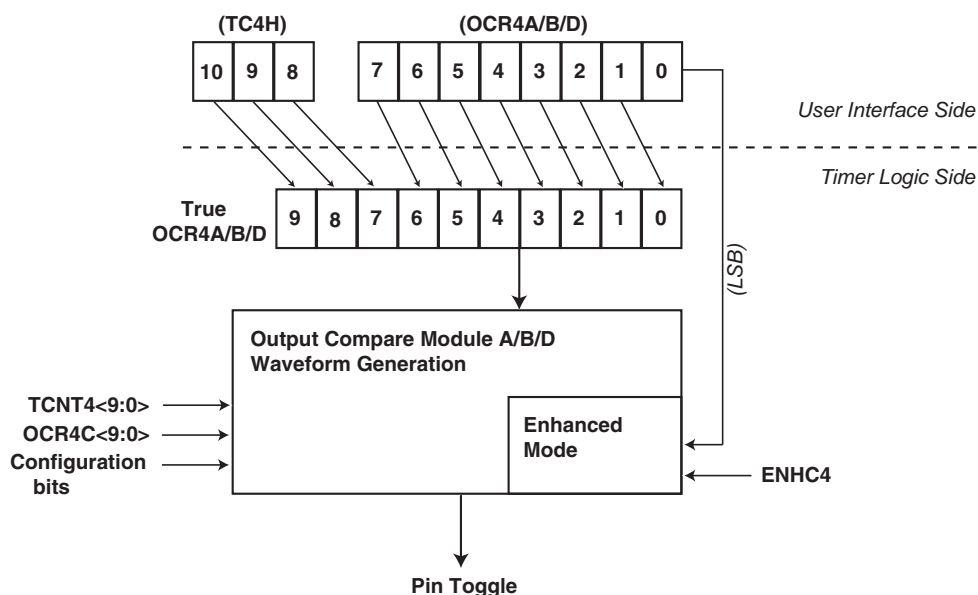 (TC4H) (OCR4A/B/D)
10 9 8 7 6 5 4 3 2 1 0
User Interface Side
Timer Logic Side
True
OCR4A/B/D
9 8 7 6 5 4 3 2 1 0
(LSB)
Output Compare Module A/B/D
Waveform Generation
TCNT4<9:0>
OCR4C<9:0>
Configuration
bits
Enhanced
Mode
ENHC4
Pin Toggle